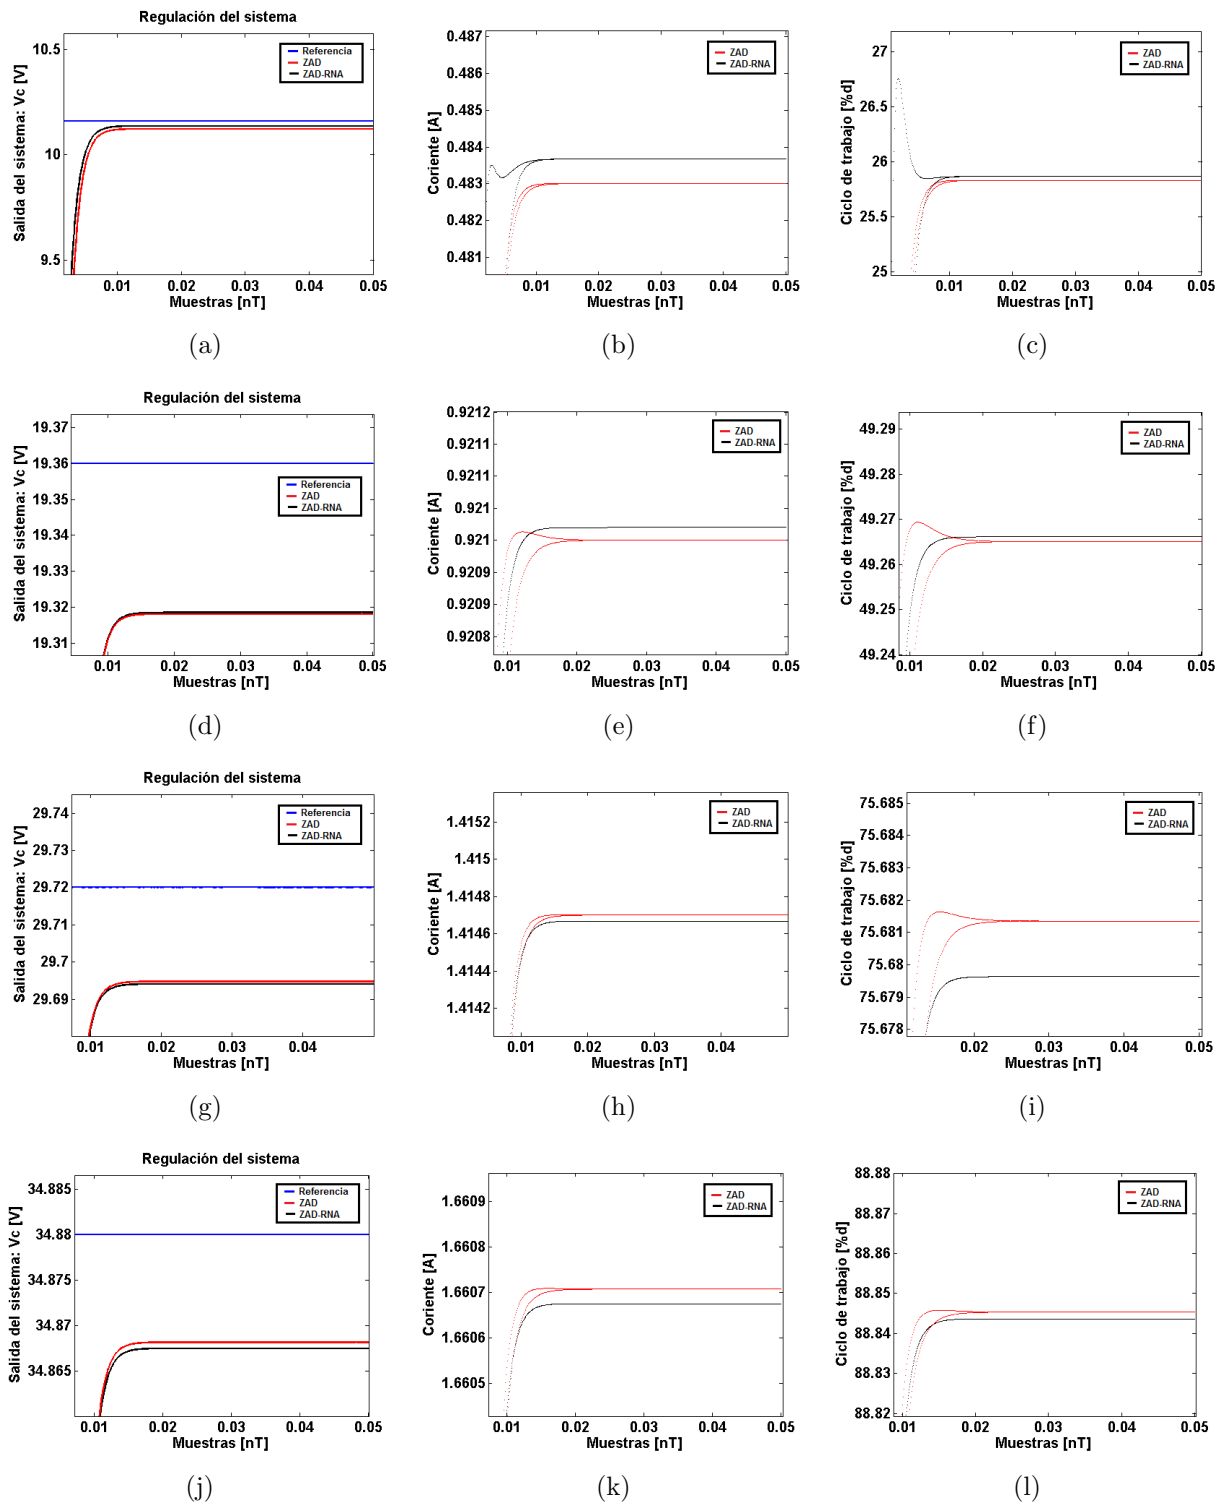 Regulación del sistema
Salida del sistema: Vc [V]
10.5
10
9.5
Referencia
ZAD
ZAD-RNA
0.01 0.02 0.03 0.04 0.05
Muestras [nT]
(a)
Coriente [A]
0.487
0.486
0.485
0.484
0.483
0.482
0.481
ZAD
ZAD-RNA
0.01 0.02 0.03 0.04 0.05
Muestras [nT]
(b)
Ciclo de trabajo [%d]
27
26.5
26
25.5
25
ZAD
ZAD-RNA
0.01 0.02 0.03 0.04 0.05
Muestras [nT]
(c)
Regulación del sistema
Salida del sistema: Vc [V]
19.37
19.36
19.35
19.34
19.33
19.32
19.31
Referencia
ZAD
ZAD-RNA
0.01 0.02 0.03 0.04 0.05
Muestras [nT]
(d)
Coriente [A]
0.9212
0.9211
0.9211
0.921
0.921
0.9209
0.9209
0.9208
ZAD
ZAD-RNA
0.01 0.02 0.03 0.04 0.05
Muestras [nT]
(e)
Ciclo de trabajo [%d]
49.29
49.28
49.27
49.26
49.25
49.24
ZAD
ZAD-RNA
0.01 0.02 0.03 0.04 0.05
Muestras [nT]
(f)
Regulación del sistema
Salida del sistema: Vc [V]
29.74
29.73
29.72
29.71
29.7
29.69
Referencia
ZAD
ZAD-RNA
0.01 0.02 0.03 0.04
Muestras [nT]
(g)
Coriente [A]
1.4152
1.415
1.4148
1.4146
1.4144
1.4142
ZAD
ZAD-RNA
0.01 0.02 0.03 0.04
Muestras [nT]
(h)
Ciclo de trabajo [%d]
75.685
75.684
75.683
75.682
75.681
75.68
75.679
75.678
ZAD
ZAD-RNA
0.02 0.03 0.04 0.05
Muestras [nT]
(i)
Regulación del sistema
Salida del sistema: Vc [V]
34.885
34.88
34.875
34.87
34.865
Referencia
ZAD
ZAD-RNA
0.01 0.02 0.03 0.04 0.05
Muestras [nT]
(j)
Coriente [A]
1.6609
1.6608
1.6607
1.6606
1.6605
ZAD
ZAD-RNA
0.01 0.02 0.03 0.04 0.05
Muestras [nT]
(k)
Ciclo de trabajo [%d]
88.88
88.87
88.86
88.85
88.84
88.83
88.82
ZAD
ZAD-RNA
0.01 0.02 0.03 0.04 0.05
Muestras [nT]
(l)